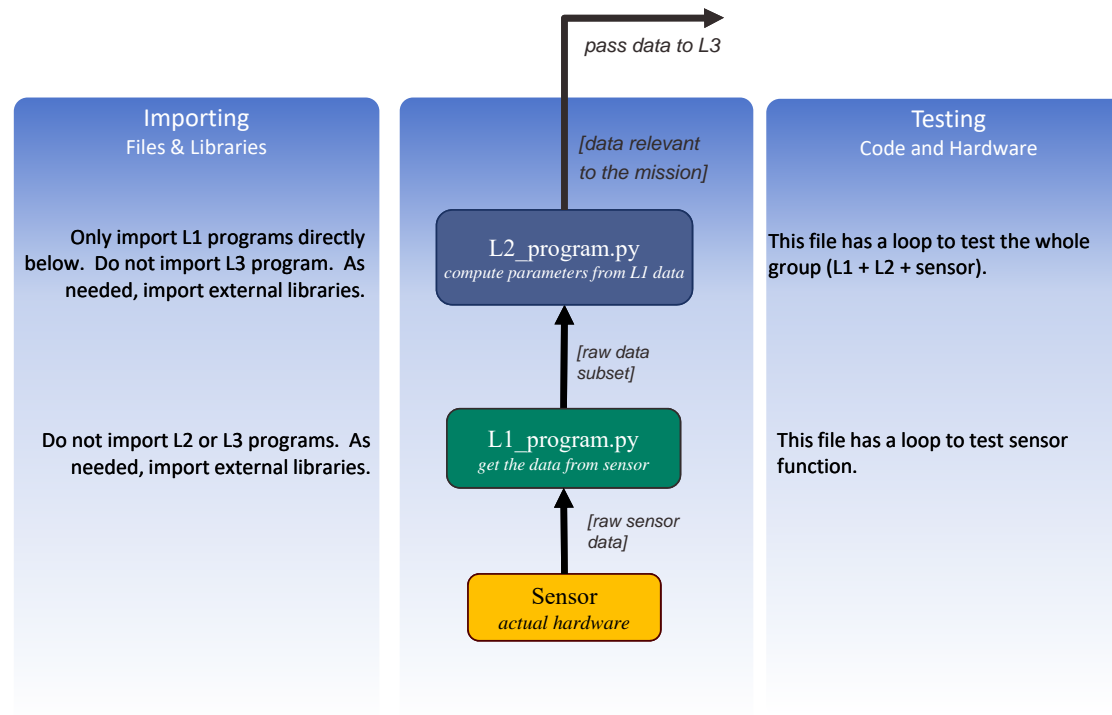 pass data to L3
Importing
Files & Libraries
[data relevant
to the mission]
Testing
Code and Hardware
Only import L1 programs directly
below.  Do not import L3 program.  As
needed, import external libraries.
L2_program.py
compute parameters from L1 data
This file has a loop to test the whole
group (L1 + L2 + sensor).
[raw data
subset]
Do not import L2 or L3 programs.  As
needed, import external libraries.
L1_program.py
get the data from sensor
This file has a loop to test sensor
function.
[raw sensor
data]
Sensor
actual hardware